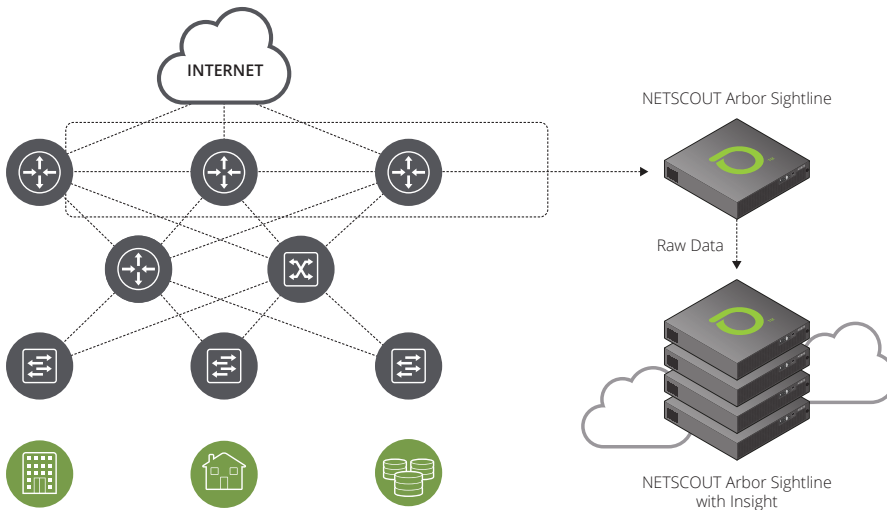 INTERNET
NETSCOUT Arbor Sightline
Raw Data
NETSCOUT Arbor Sightline
with Insight